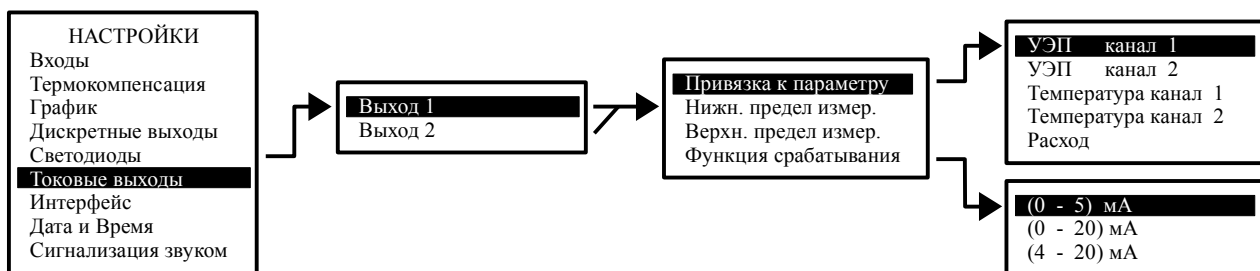 НАСТРОЙКИ
Входы
Термокомпенсация
График
Дискретные выходы
Светодиоды
Токовые выходы
Интерфейс
Дата и Время
Сигнализация звуком
Выход 1
Выход 2
Привязка к параметру
Нижн. предел измер.
Верхн. предел измер.
Функция срабатывания
УЭП канал 1
УЭП канал 2
Температура канал 1
Температура канал 2
Расход
(0 - 5) мА
(0 - 20) мА
(4 - 20) мА